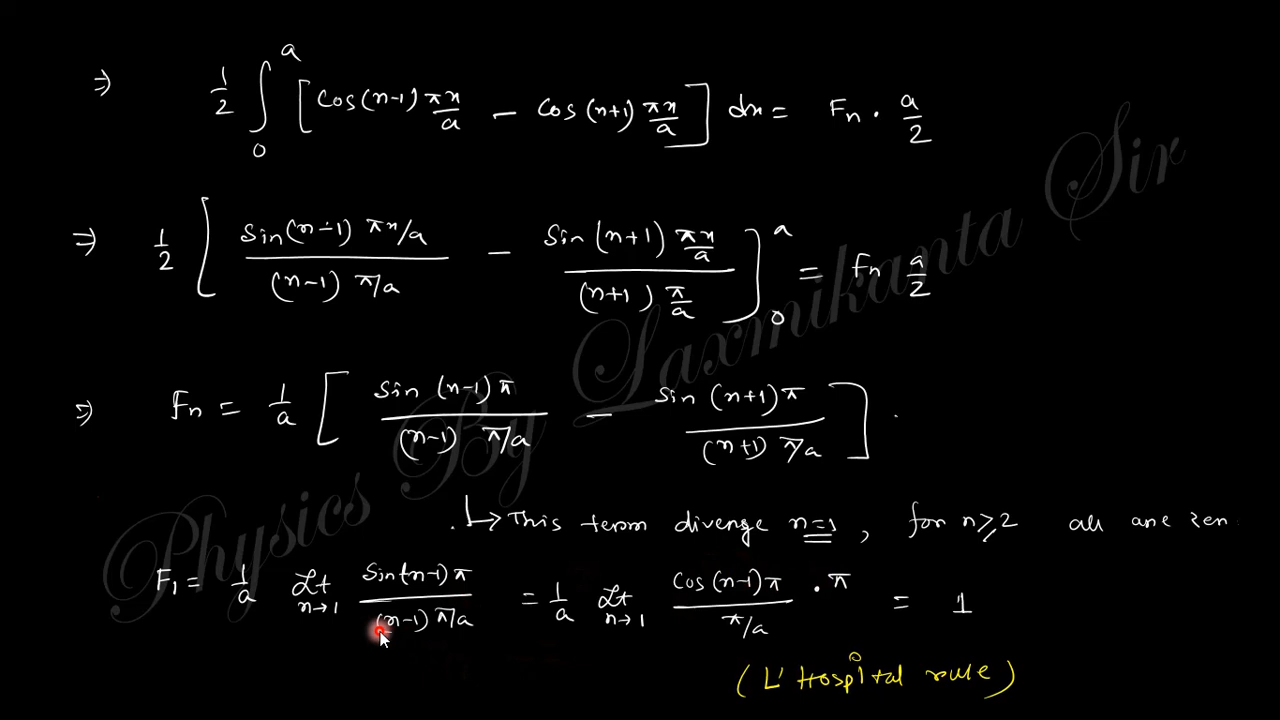 ⇒ 1/2 ∫₀ᵃ [Cos(n-1) πx/a - Cos(n+1) πx/a] dx = Fn · a/2
⇒ 1/2 [Sin(n-1) πx/a / (n-1) π/a - Sin(n+1) πx/a / (n+1) π/a]₀ᵃ = Fn a/2
⇒ Fn = 1/a [Sin (n-1)π / (n-1) π/a - Sin (n+1)π / (n+1) π/a] .
. ↳ This term diverge n=1, for n≥2 all are zero
F₁ = 1/a Lt n→1 Sin(n-1)π / (n-1)π/a = 1/a Lt n→1 Cos(n-1)π / π/a · π = 1
(L' Hospital rule)
Physics By Laxmikanta Sir